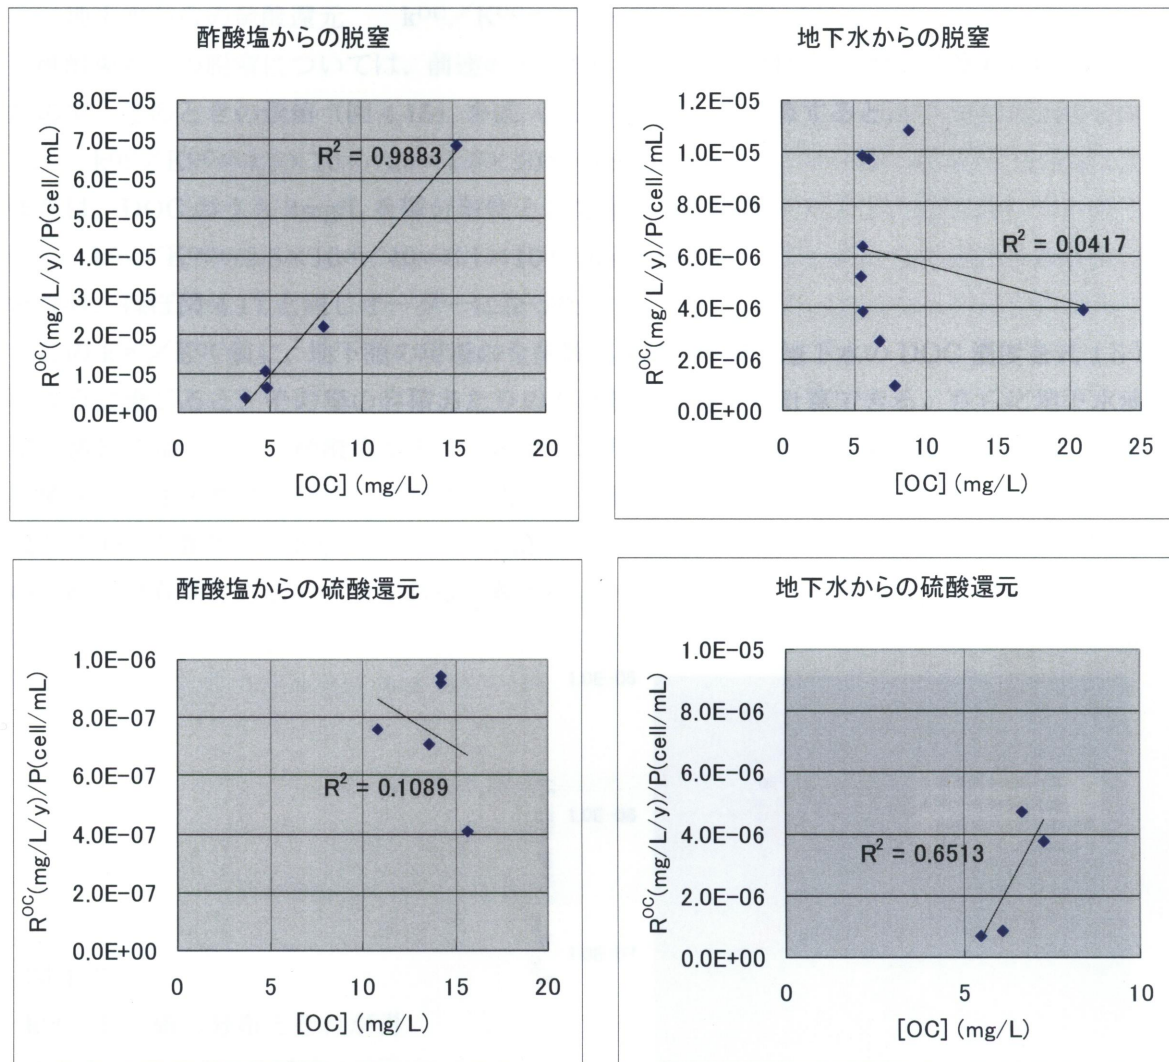 酢酸塩からの脱窒
R^OC(mg/L/y)/P(cell/mL)
8.0E-05
7.0E-05
6.0E-05
5.0E-05
4.0E-05
3.0E-05
2.0E-05
1.0E-05
0.0E+00
R² = 0.9883
0 5 10 15 20
[OC] (mg/L)
地下水からの脱窒
R^OC(mg/L/y)/P(cell/mL)
1.2E-05
1.0E-05
8.0E-06
6.0E-06
4.0E-06
2.0E-06
0.0E+00
R² = 0.0417
0 5 10 15 20 25
[OC] (mg/L)
酢酸塩からの硫酸還元
R^OC(mg/L/y)/P(cell/mL)
1.0E-06
8.0E-07
6.0E-07
4.0E-07
2.0E-07
0.0E+00
R² = 0.1089
0 5 10 15 20
[OC] (mg/L)
地下水からの硫酸還元
R^OC(mg/L/y)/P(cell/mL)
1.0E-05
8.0E-06
6.0E-06
4.0E-06
2.0E-06
0.0E+00
R² = 0.6513
0 5 10
[OC] (mg/L)